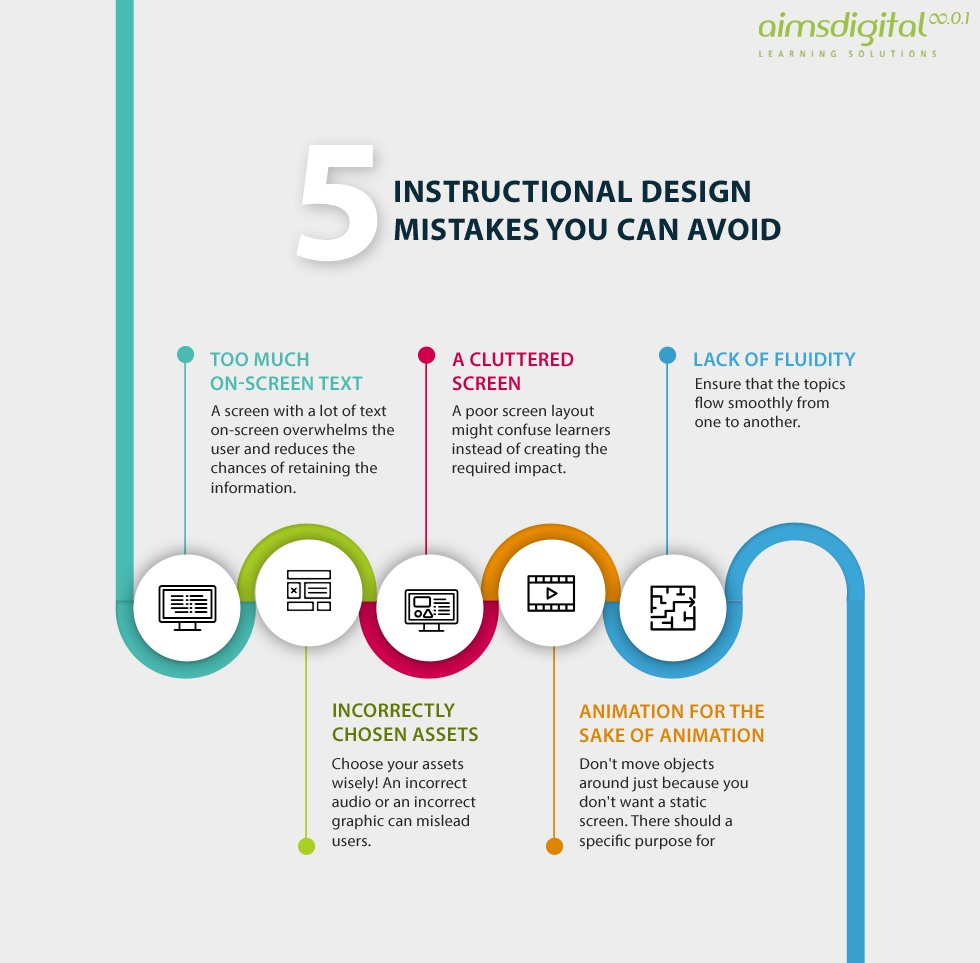 aimsdigital∞.0.1
LEARNING SOLUTIONS
5
INSTRUCTIONAL DESIGN
MISTAKES YOU CAN AVOID
TOO MUCH
ON-SCREEN TEXT
A screen with a lot of text
on-screen overwhelms the
user and reduces the
chances of retaining the
information.
A CLUTTERED
SCREEN
A poor screen layout
might confuse learners
instead of creating the
required impact.
LACK OF FLUIDITY
Ensure that the topics
flow smoothly from
one to another.
INCORRECTLY
CHOSEN ASSETS
Choose your assets
wisely! An incorrect
audio or an incorrect
graphic can mislead
users.
ANIMATION FOR THE
SAKE OF ANIMATION
Don't move objects
around just because you
don't want a static
screen. There should a
specific purpose for